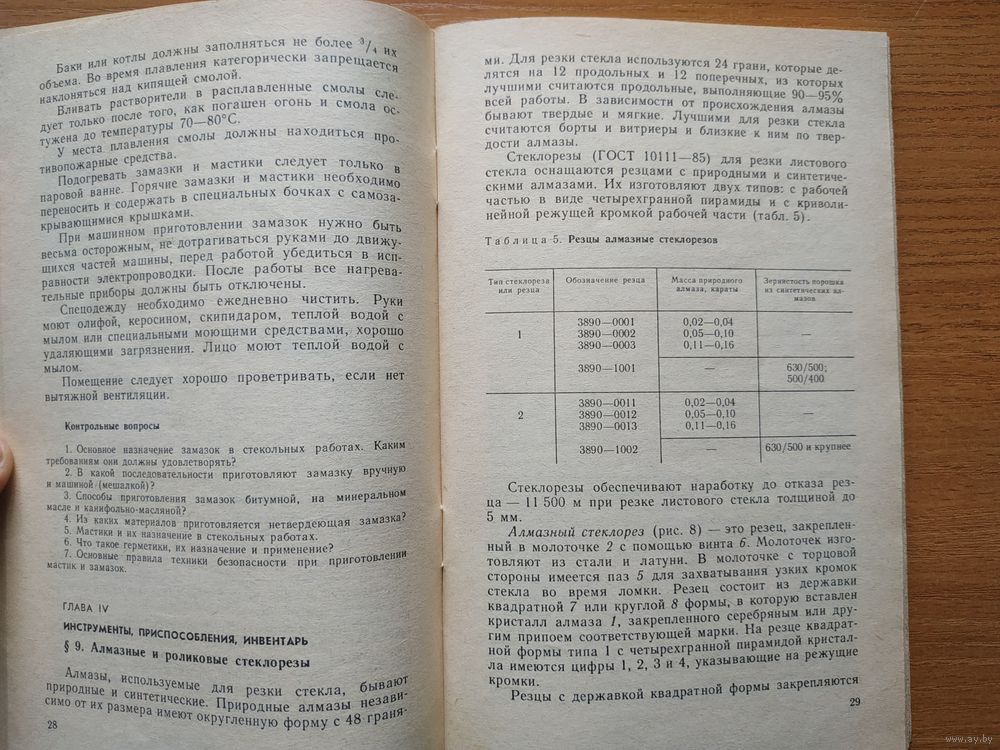 Баки или котлы должны заполняться не более 3/4 их
объема. Во время плавления категорически запрещается
наклоняться над кипящей смолой.
Вливать растворители в расплавленные смолы сле-
дует только после того, как погашен огонь и смола ос-
тужена до температуры 70—80°С.
У места плавления смолы должны находиться про-
тивопожарные средства.
Подогревать замазки и мастики следует только в
паровой ванне. Горячие замазки и мастики необходимо
переносить и содержать в специальных бочках с самоза-
крывающимися крышками.
При машинном приготовлении замазок нужно быть
весьма осторожным, не дотрагиваться руками до движу-
щихся частей машины, перед работой убедиться в исп-
равности электропроводки. После работы все нагрева-
тельные приборы должны быть отключены.
Спецодежду необходимо ежедневно чистить. Руки
моют олифой, керосином, скипидаром, теплой водой с
мылом или специальными моющими средствами, хорошо
удаляющими загрязнения. Лицо моют теплой водой с
мылом.
Помещение следует хорошо проветривать, если нет
вытяжной вентиляции.
Контрольные вопросы
1. Основное назначение замазок в стекольных работах. Каким
требованиям они должны удовлетворять?
2. В какой последовательности приготовляют замазку вручную
и машиной (мешалкой)?
3. Способы приготовления замазок битумной, на минеральном
масле и канифольно-масляной?
4. Из каких материалов приготовляется нетвердеющая замазка?
5. Мастики и их назначение в стекольных работах.
6. Что такое герметики, их назначение и применение?
7. Основные правила техники безопасности при приготовлении
мастик и замазок.
ГЛАВА IV
ИНСТРУМЕНТЫ, ПРИСПОСОБЛЕНИЯ, ИНВЕНТАРЬ
§ 9. Алмазные и роликовые стеклорезы
Алмазы, используемые для резки стекла, бывают
природные и синтетические. Природные алмазы незави-
симо от их размера имеют округленную форму с 48 граня-
28
ми. Для резки стекла используются 24 грани, которые де-
лятся на 12 продольных и 12 поперечных, из которых
лучшими считаются продольные, выполняющие 90—95%
всей работы. В зависимости от происхождения алмазы
бывают твердые и мягкие. Лучшими для резки стекла
считаются борты и витриеры и близкие к ним по твер-
дости алмазы.
Стеклорезы (ГОСТ 10111—85) для резки листового
стекла оснащаются резцами с природными и синтетиче-
скими алмазами. Их изготовляют двух типов: с рабочей
частью в виде четырехгранной пирамиды и с криволи-
нейной режущей кромкой рабочей части (табл. 5).
Таблица 5. Резцы алмазные стеклорезов
Тип стеклореза
или резца
Обозначение резца
Масса природного
алмаза, караты
Зернистость порошка
из синтетических ал-
мазов
1
3890—0001 0,02—0,04
3890—0002 0,05—0,10 —
3890—0003 0,11—0,16
3890—1001 — 630/500;
500/400
2
3890—0011 0,02—0,04
3890—0012 0,05—0,10 —
3890—0013 0,11—0,16
3890—1002 — 630/500 и крупнее
Стеклорезы обеспечивают наработку до отказа рез-
ца — 11 500 м при резке листового стекла толщиной до
5 мм.
Алмазный стеклорез (рис. 8) — это резец, закреплен-
ный в молоточке 2 с помощью винта 6. Молоточек изго-
товляют из стали и латуни. В молоточке с торцовой
стороны имеется паз 5 для захватывания узких кромок
стекла во время ломки. Резец состоит из державки
квадратной 7 или круглой 8 формы, в которую вставлен
кристалл алмаза 1, закрепленного серебряным или дру-
гим припоем соответствующей марки. На резце квадрат-
ной формы типа 1 с четырехгранной пирамидой кристал-
ла имеются цифры 1, 2, 3 и 4, указывающие на режущие
кромки.
Резцы с державкой квадратной формы закрепляются
29
www.ay.by